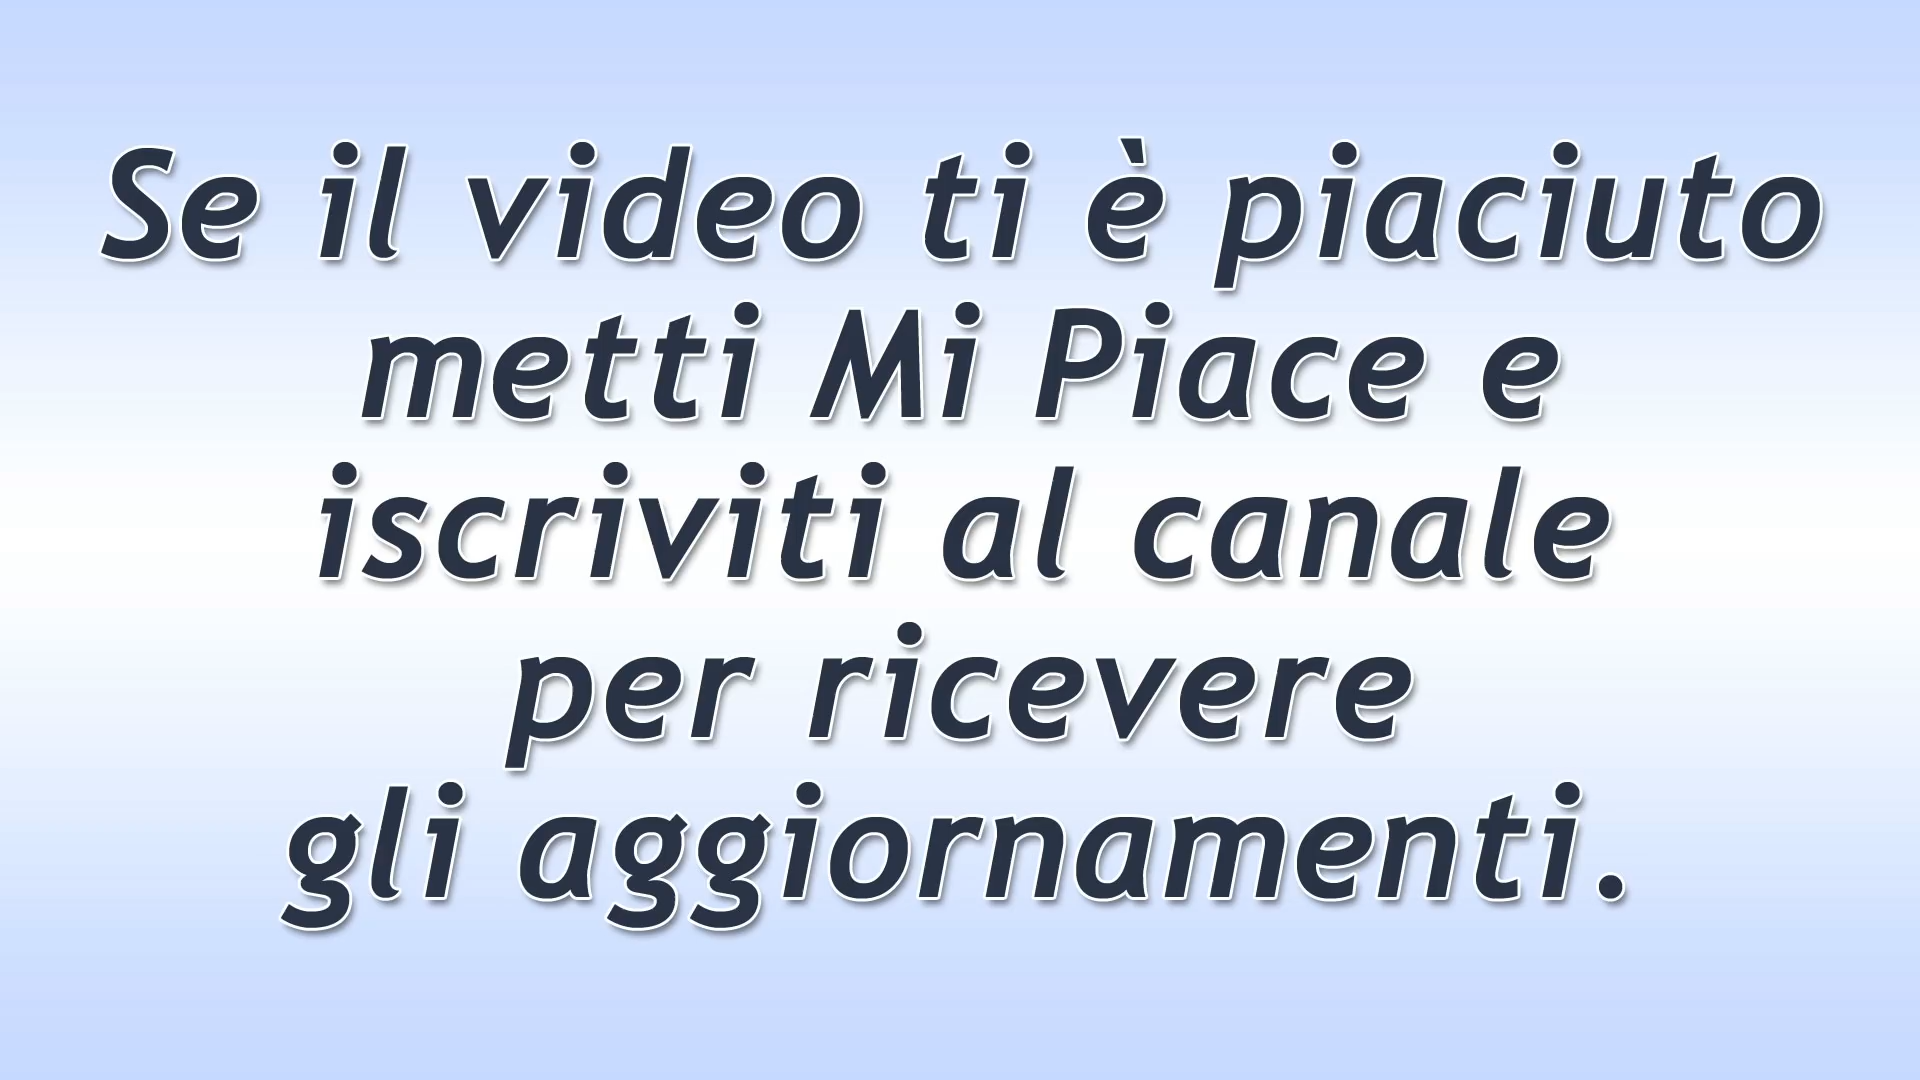 Se il video ti è piaciuto
metti Mi Piace e
iscriviti al canale
per ricevere
gli aggiornamenti.